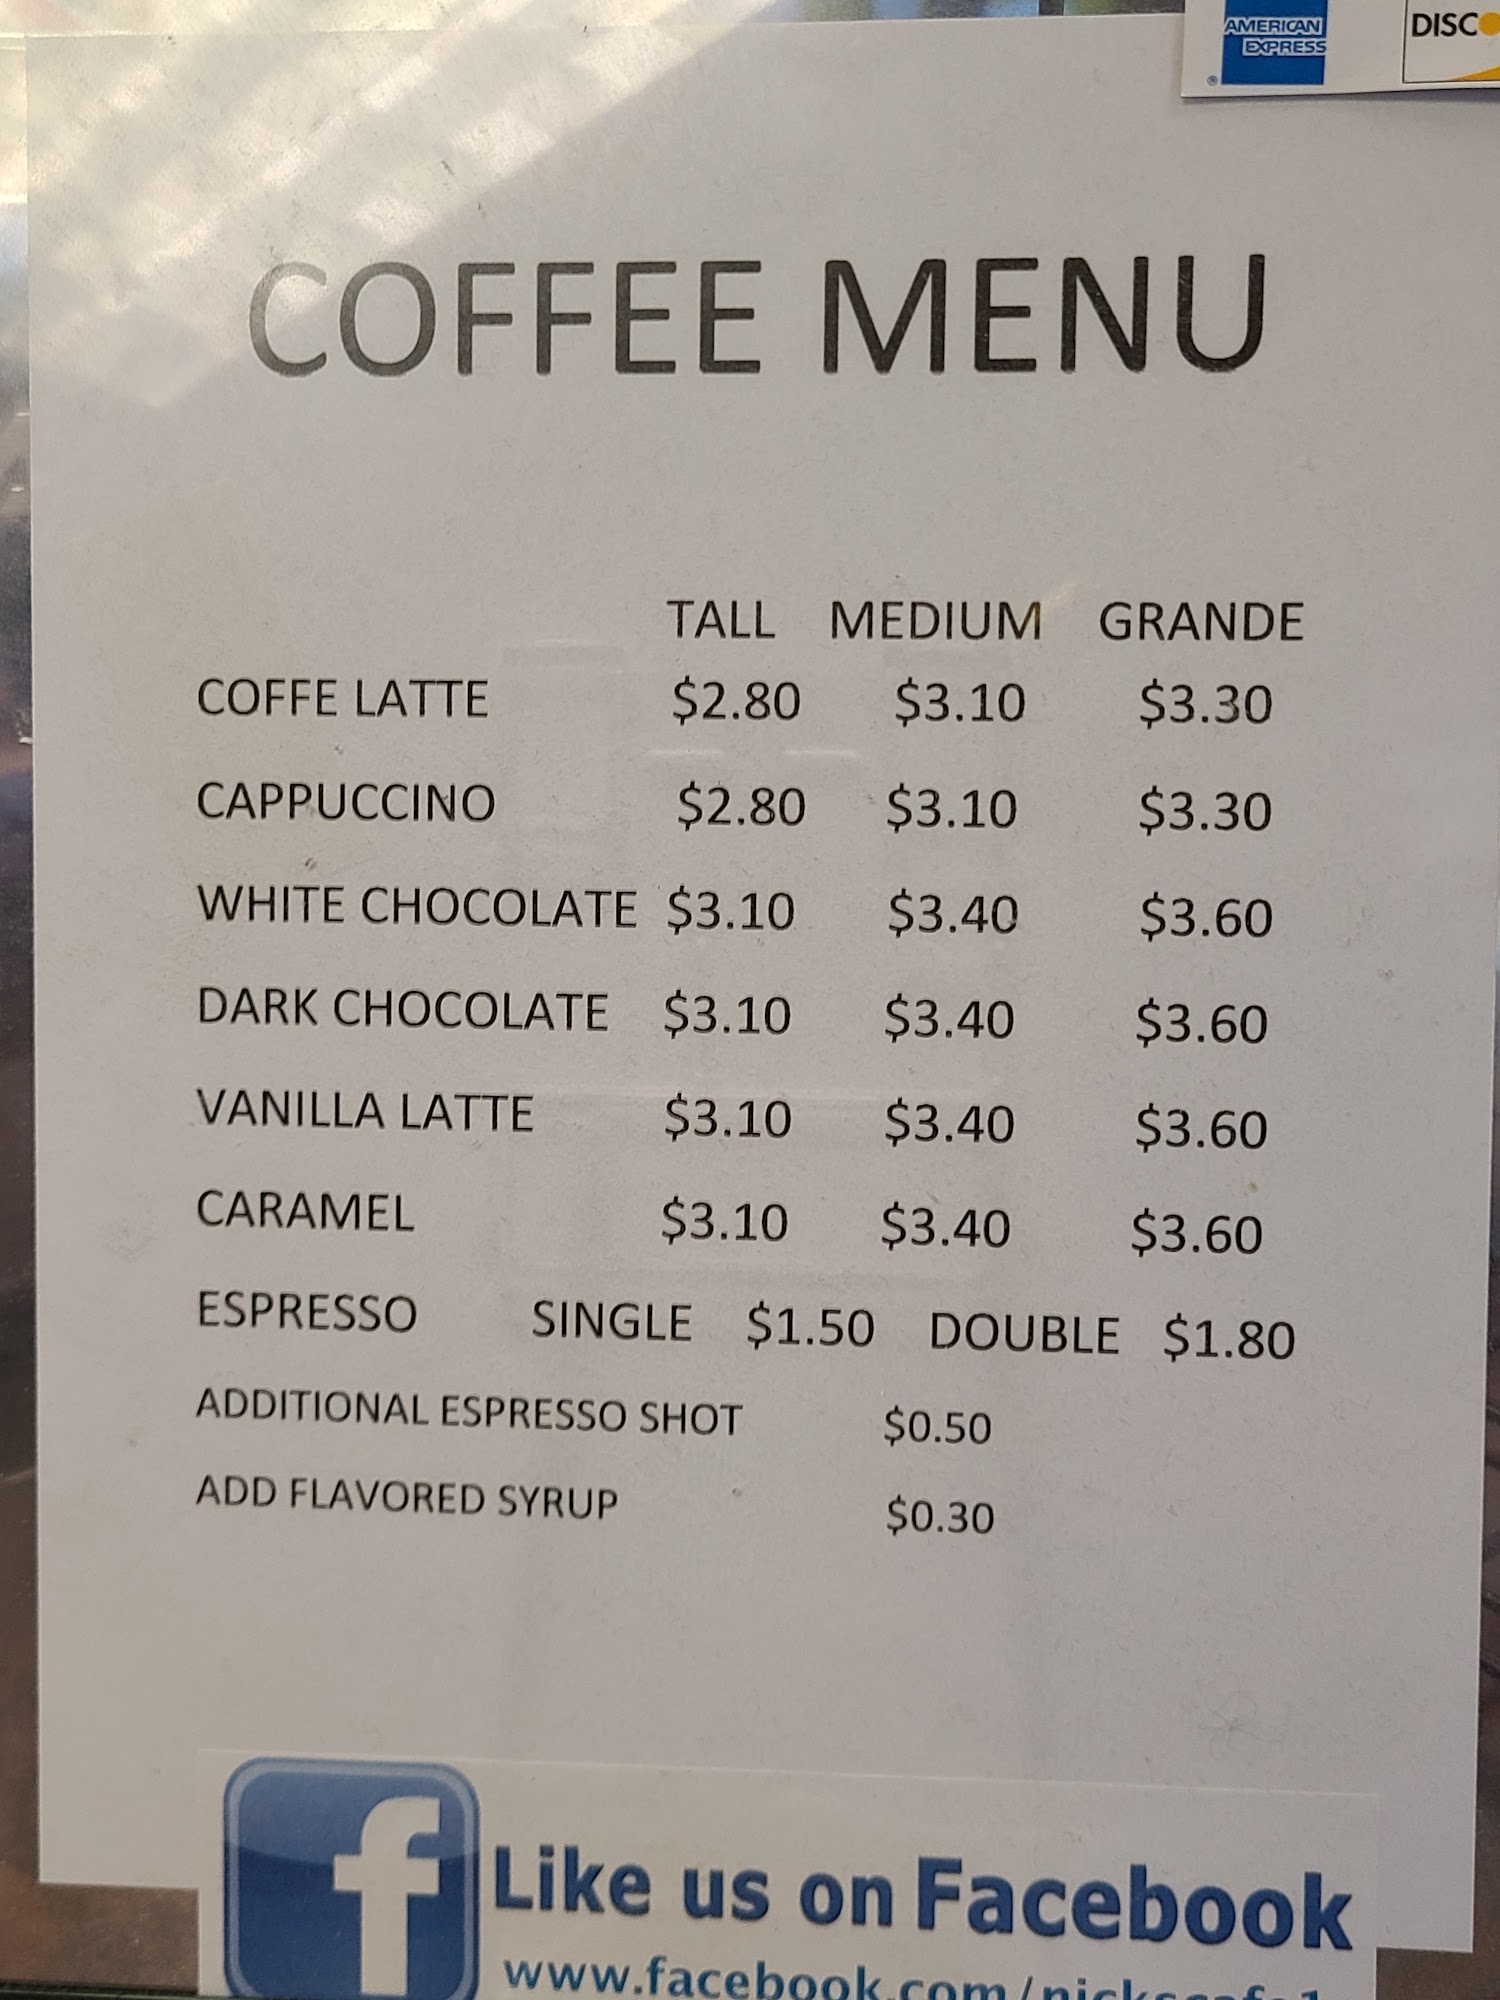 AMERICAN
EXPRESS
COFFEE MENU
TALL MEDIUM GRANDE
COFFE LATTE $2.80 $3.10 $3.30
CAPPUCCINO $2.80 $3.10 $3.30
WHITE CHOCOLATE $3.10 $3.40 $3.60
DARK CHOCOLATE $3.10 $3.40 $3.60
VANILLA LATTE $3.10 $3.40 $3.60
CARAMEL $3.10 $3.40 $3.60
ESPRESSO SINGLE $1.50 DOUBLE $1.80
ADDITIONAL ESPRESSO SHOT $0.50
ADD FLAVORED SYRUP $0.30
f Like us on Facebook
www.facebook.com/